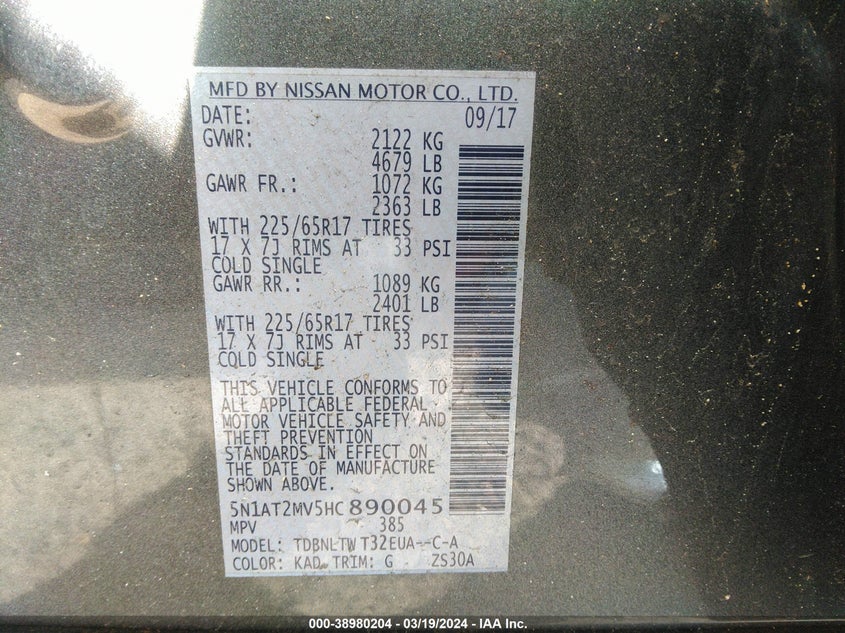 MFD BY NISSAN MOTOR CO., LTD.
DATE: 09/17
GVWR: 2122 KG
4679 LB
GAWR FR.: 1072 KG
2363 LB
WITH 225/65R17 TIRES
17 X 7J RIMS AT 33 PSI
COLD SINGLE
GAWR RR.: 1089 KG
2401 LB
WITH 225/65R17 TIRES
17 X 7J RIMS AT 33 PSI
COLD SINGLE
THIS VEHICLE CONFORMS TO
ALL APPLICABLE FEDERAL
MOTOR VEHICLE SAFETY AND
THEFT PREVENTION
STANDARDS IN EFFECT ON
THE DATE OF MANUFACTURE
SHOWN ABOVE.
5N1AT2MV5HC890045
MPV 385
MODEL: TDBNLTW T32EUA--C-A
COLOR: KAD TRIM: G ZS30A
000-38980204 - 03/19/2024 - IAA Inc.